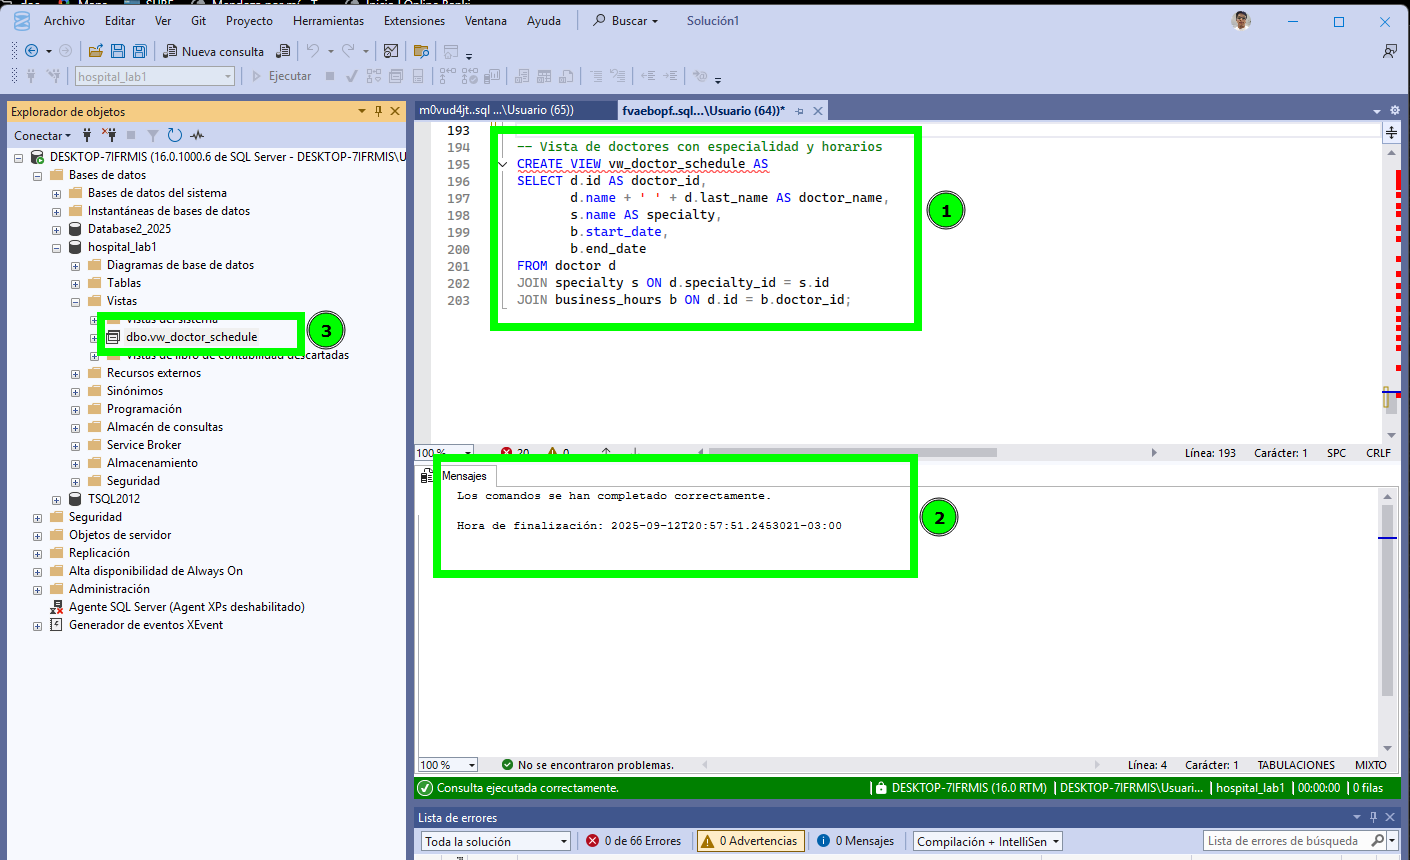 Archivo Editar Ver Git Proyecto Herramientas Extensiones Ventana Ayuda Buscar Solución1
Nueva consulta
hospital_lab1 Ejecutar
Explorador de objetos
Conectar
DESKTOP-7IFRMIS (16.0.1000.6 de SQL Server - DESKTOP-7IFRMIS\U
Bases de datos
Bases de datos del sistema
Instantáneas de bases de datos
Database2_2025
hospital_lab1
Diagramas de base de datos
Tablas
Vistas
Vistas del sistema
dbo.vw_doctor_schedule
3
Vistas de libro de contabilidad descartadas
Recursos externos
Sinónimos
Programación
Almacén de consultas
Service Broker
Almacenamiento
Seguridad
TSQL2012
Seguridad
Objetos de servidor
Replicación
Alta disponibilidad de Always On
Administración
Agente SQL Server (Agent XPs deshabilitado)
Generador de eventos XEvent
m0vud4jt..sql ...\Usuario (65)) fvaebopf..sql...\Usuario (64))*
193
194 -- Vista de doctores con especialidad y horarios
195 CREATE VIEW vw_doctor_schedule AS
196 SELECT d.id AS doctor_id,
197 d.name + ' ' + d.last_name AS doctor_name,
198 s.name AS specialty,
199 b.start_date,
200 b.end_date
201 FROM doctor d
202 JOIN specialty s ON d.specialty_id = s.id
203 JOIN business_hours b ON d.id = b.doctor_id;
1
100 % 20 0 Línea: 193 Carácter: 1 SPC CRLF
Mensajes
Los comandos se han completado correctamente.
Hora de finalización: 2025-09-12T20:57:51.2453021-03:00
2
100 % No se encontraron problemas. Línea: 4 Carácter: 1 TABULACIONES MIXTO
Consulta ejecutada correctamente. DESKTOP-7IFRMIS (16.0 RTM) DESKTOP-7IFRMIS\Usuari... hospital_lab1 00:00:00 0 filas
Lista de errores
Toda la solución 0 de 66 Errores 0 Advertencias 0 Mensajes Compilación + IntelliSen Lista de errores de búsqueda